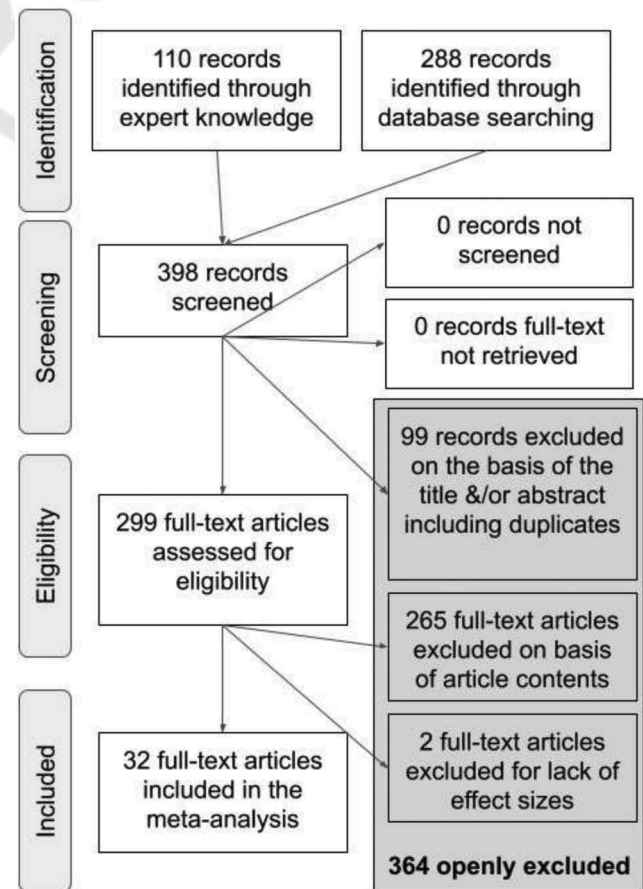 Identification
110 records
identified through
expert knowledge
288 records
identified through
database searching
Screening
398 records
screened
0 records not
screened
0 records full-text
not retrieved
99 records excluded
on the basis of the
title &/or abstract
including duplicates
Eligibility
299 full-text articles
assessed for
eligibility
265 full-text articles
excluded on basis
of article contents
Included
32 full-text articles
included in the
meta-analysis
2 full-text articles
excluded for lack of
effect sizes
364 openly excluded